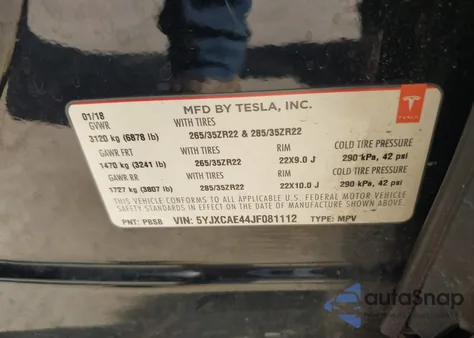 MFD BY TESLA, INC.
TESLA
01/18
GVWR WITH TIRES
3120 kg (6878 lb) 265/35ZR22 & 285/35ZR22
GAWR FRT WITH TIRES RIM COLD TIRE PRESSURE
1470 kg (3241 lb) 265/35ZR22 22X9.0 J 290 kPa, 42 psi
GAWR RR WITH TIRES RIM COLD TIRE PRESSURE
1727 kg (3807 lb) 285/35ZR22 22X10.0 J 290 kPa, 42 psi
THIS VEHICLE CONFORMS TO ALL APPLICABLE U.S. FEDERAL MOTOR VEHICLE
SAFETY STANDARDS IN EFFECT ON THE DATE OF MANUFACTURE SHOWN ABOVE.
PNT: PBSB VIN: 5YJXCAE44JF081112 TYPE: MPV
autoSnap